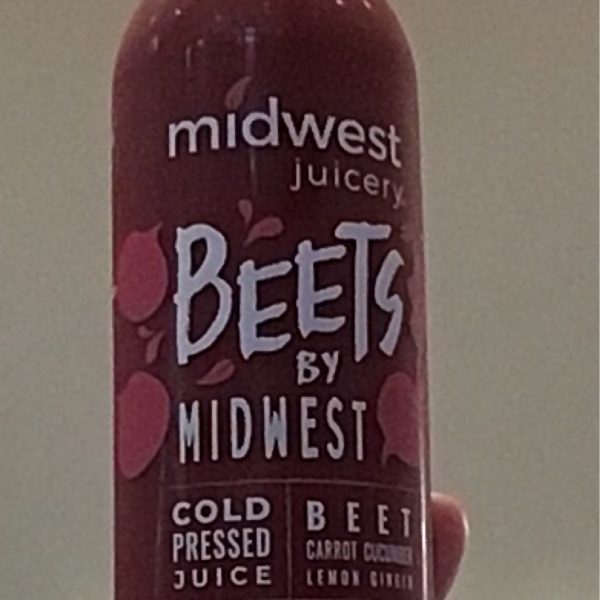 midwest
juicery
BEETS
BY
MIDWEST
COLD
PRESSED
JUICE
BEET
CARROT CUCUMBER
LEMON GINGER